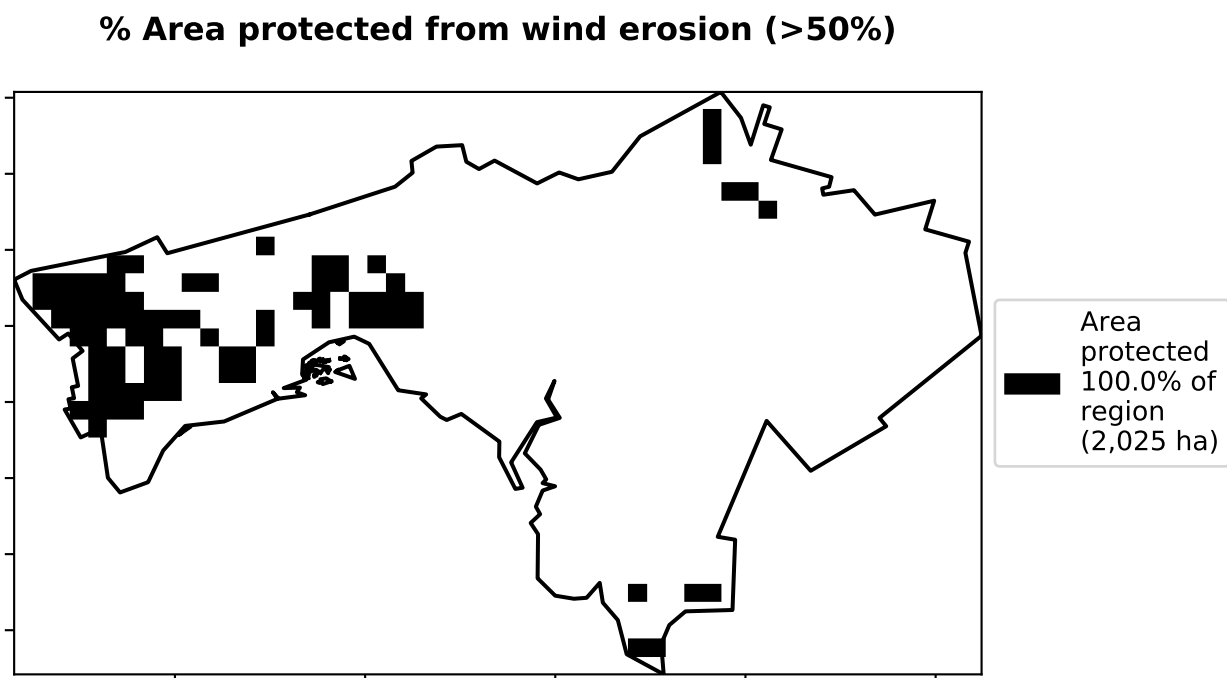 % Area protected from wind erosion (>50%)
Area
protected
100.0% of
region
(2,025 ha)